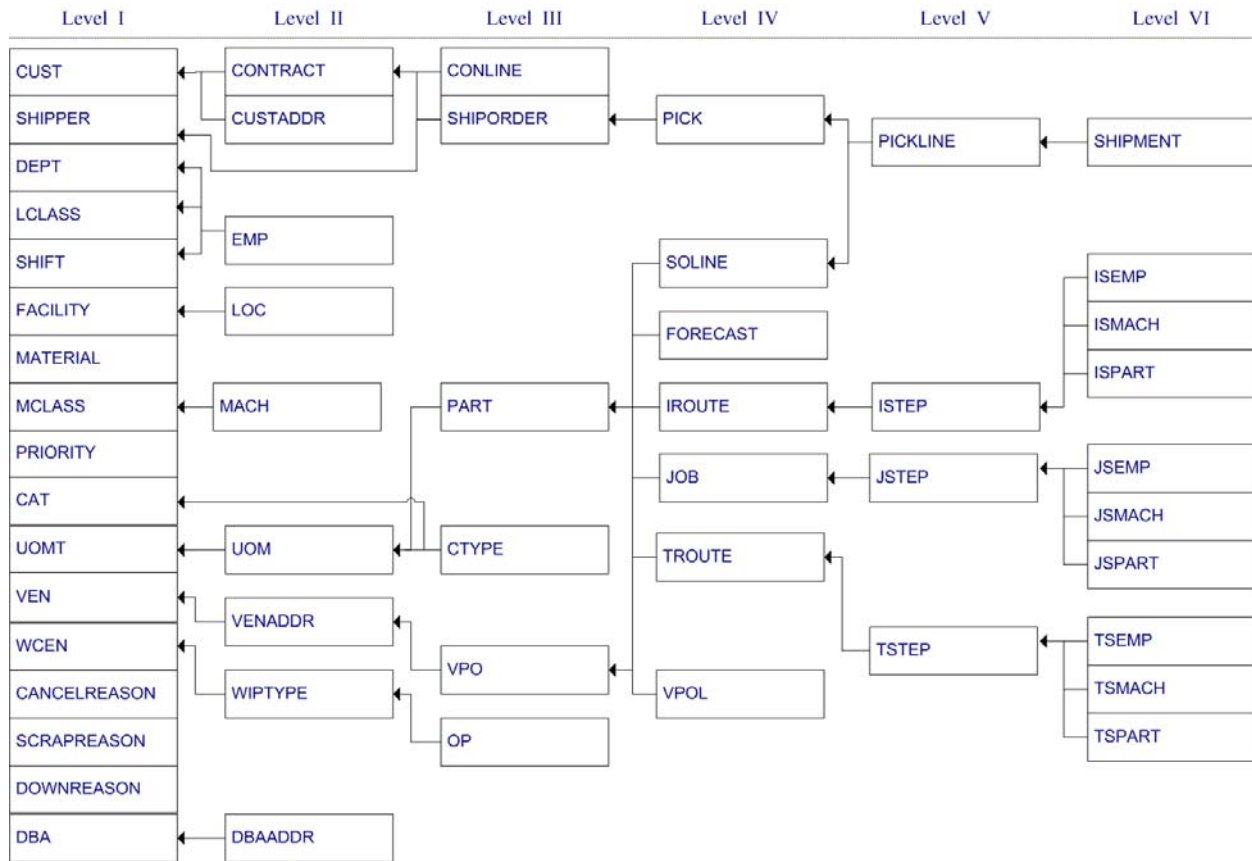 Level I Level II Level III Level IV Level V Level VI
CUST CONTRACT CONLINE
SHIPPER CUSTADDR SHIPORDER PICK
PICKLINE SHIPMENT
DEPT
LCLASS
EMP
SHIFT SOLINE
ISEMP
FACILITY LOC
ISMACH
FORECAST
MATERIAL
ISPART
MCLASS MACH PART IROUTE ISTEP
PRIORITY
JSEMP
JOB JSTEP
CAT
JSMACH
UOMT UOM CTYPE
TROUTE
JSPART
VEN
VENADDR
WCEN
TSEMP
VPO TSTEP
CANCELREASON WIPTYPE VPOL
TSMACH
SCRAPREASON OP
TSPART
DOWNREASON
DBA DBAADDR